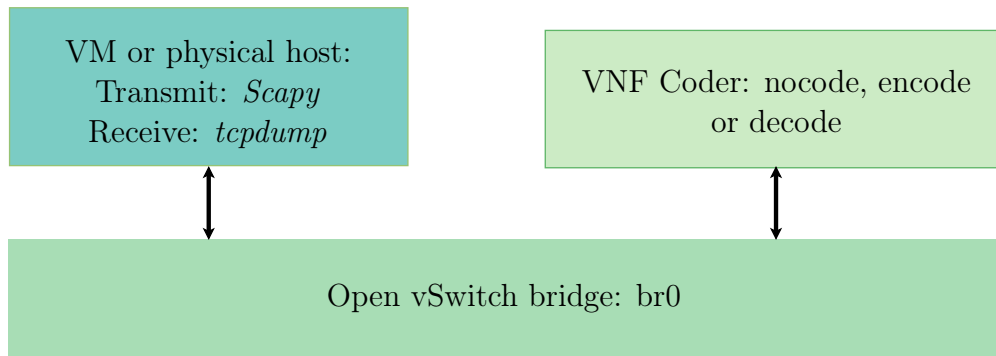 VM or physical host:
Transmit: Scapy
Receive: tcpdump
VNF Coder: nocode, encode
or decode
Open vSwitch bridge: br0